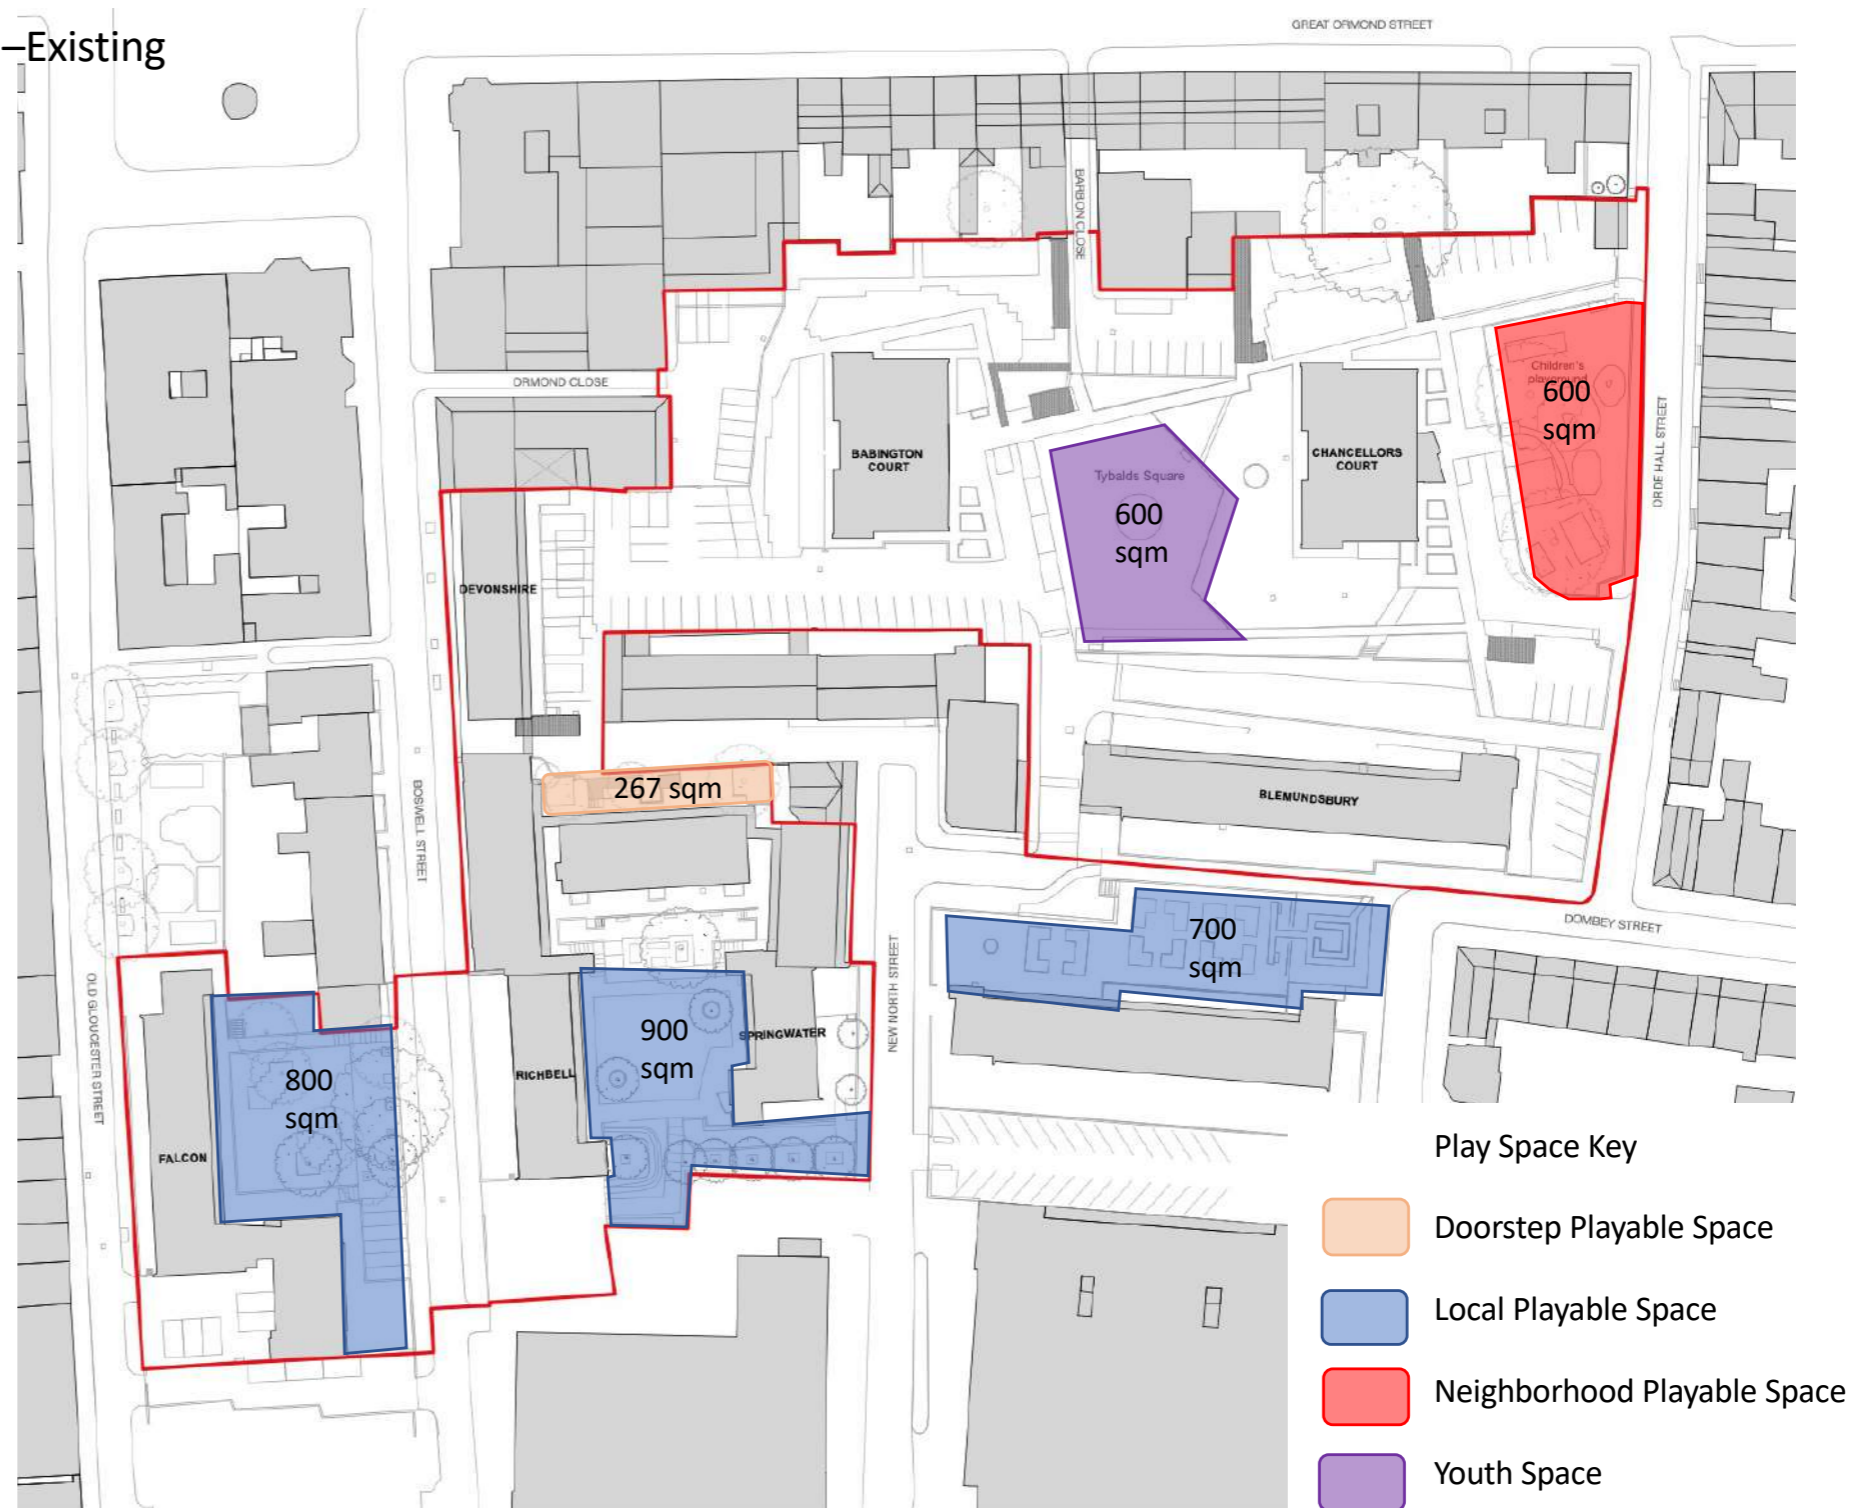 –Existing
GREAT ORMOND STREET
BARBON CLOSE
ORMOND CLOSE
Children's
playground
600
sqm
ORDE HALL STREET
BABINGTON
COURT
CHANCELLORS
COURT
Tybalds Square
600
sqm
DEVONSHIRE
267 sqm
BOSWELL STREET
BLEMUNDSBURY
DOMBEY STREET
700
sqm
OLD GLOUCESTER STREET
NEW NORTH STREET
900
sqm
SPRINGWATER
RICHBELL
800
sqm
FALCON
Play Space Key
Doorstep Playable Space
Local Playable Space
Neighborhood Playable Space
Youth Space